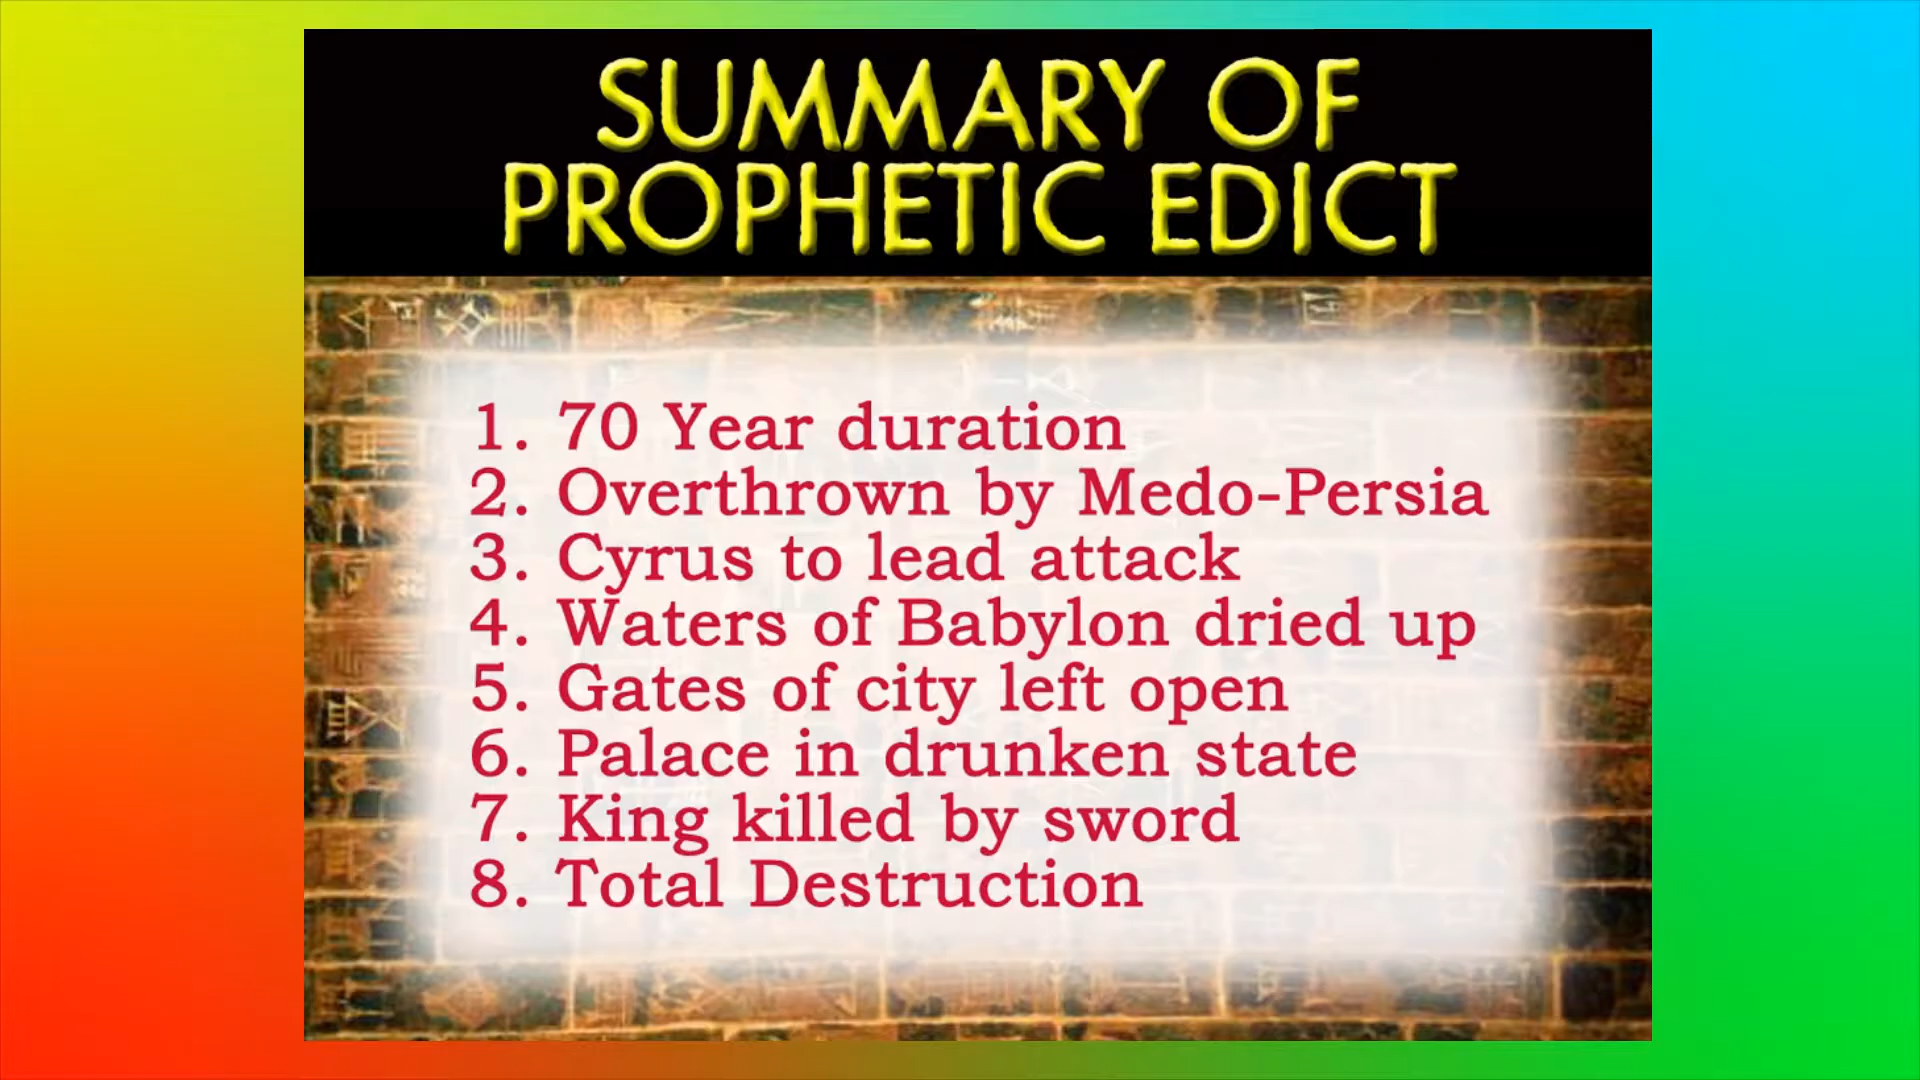 SUMMARY OF
PROPHETIC EDICT
1. 70 Year duration
2. Overthrown by Medo-Persia
3. Cyrus to lead attack
4. Waters of Babylon dried up
5. Gates of city left open
6. Palace in drunken state
7. King killed by sword
8. Total Destruction